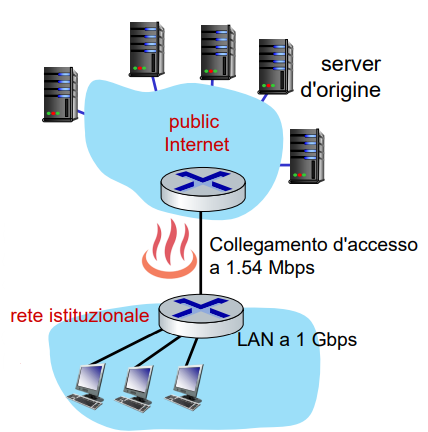 server
d'origine
public
Internet
Collegamento d'accesso
a 1.54 Mbps
rete istituzionale
LAN a 1 Gbps